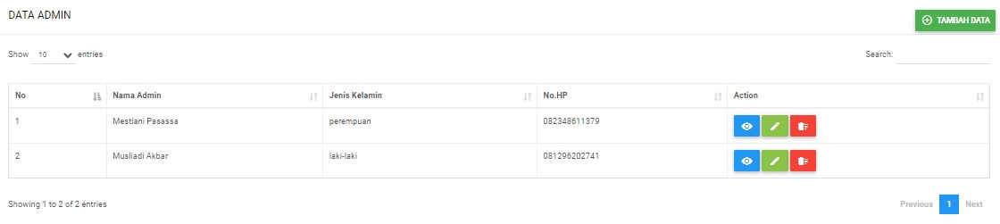 DATA ADMIN
TAMBAH DATA
Show 10 entries Search:
No Nama Admin Jenis Kelamin No.HP Action
1 Mestiani Pasassa perempuan 082348611379
2 Musliadi Akbar laki-laki 081296202741
Showing 1 to 2 of 2 entries Previous 1 Next